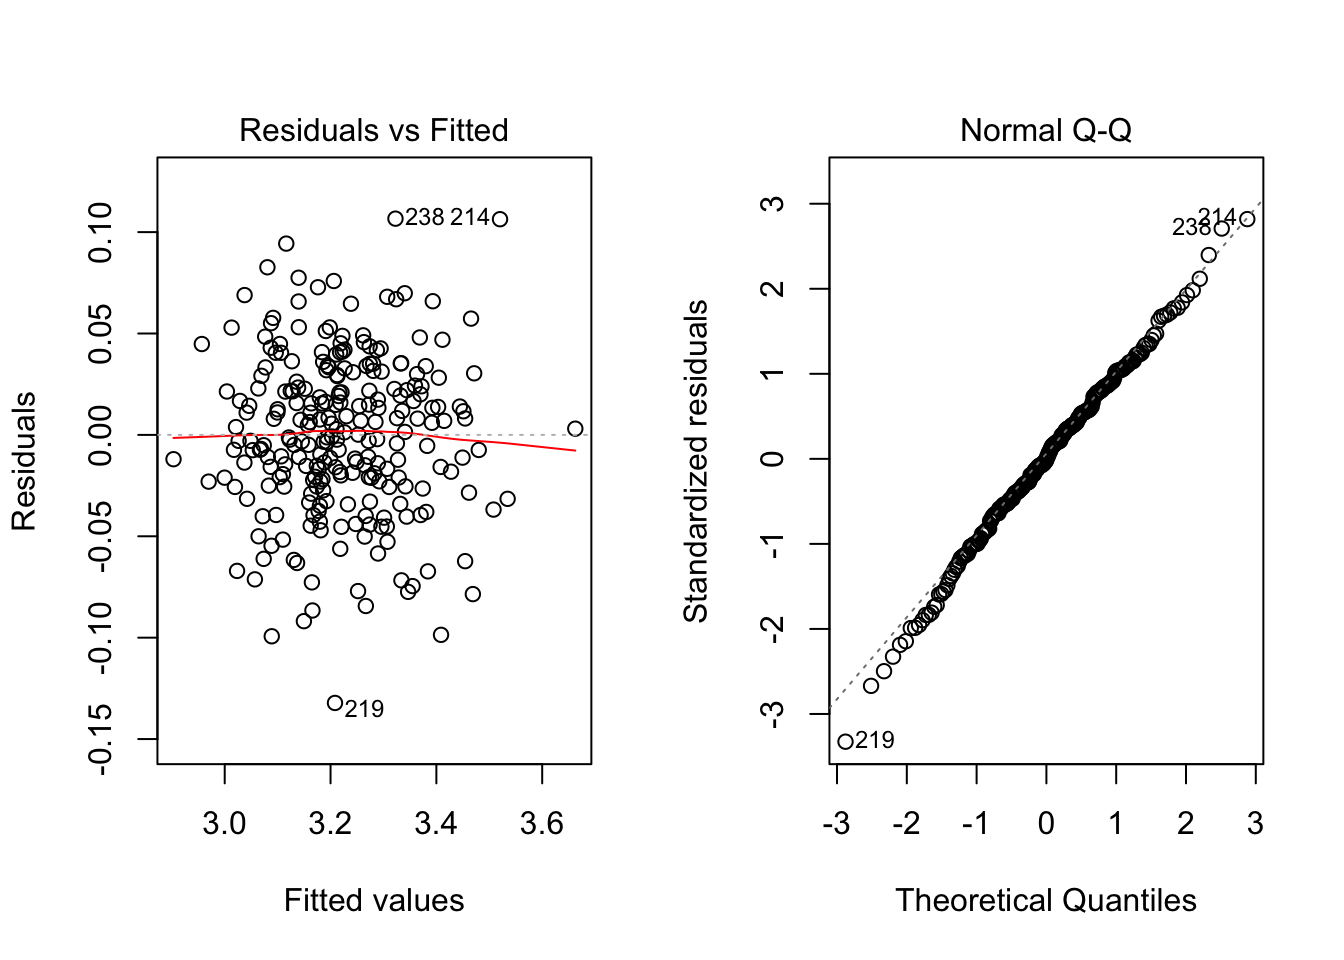 Residuals vs Fitted
Residuals
0.10
0.05
0.00
-0.05
-0.10
-0.15
238 214
219
3.0 3.2 3.4 3.6
Fitted values
Normal Q-Q
Standardized residuals
3
2
1
0
-1
-2
-3
214
238
219
-3 -2 -1 0 1 2 3
Theoretical Quantiles